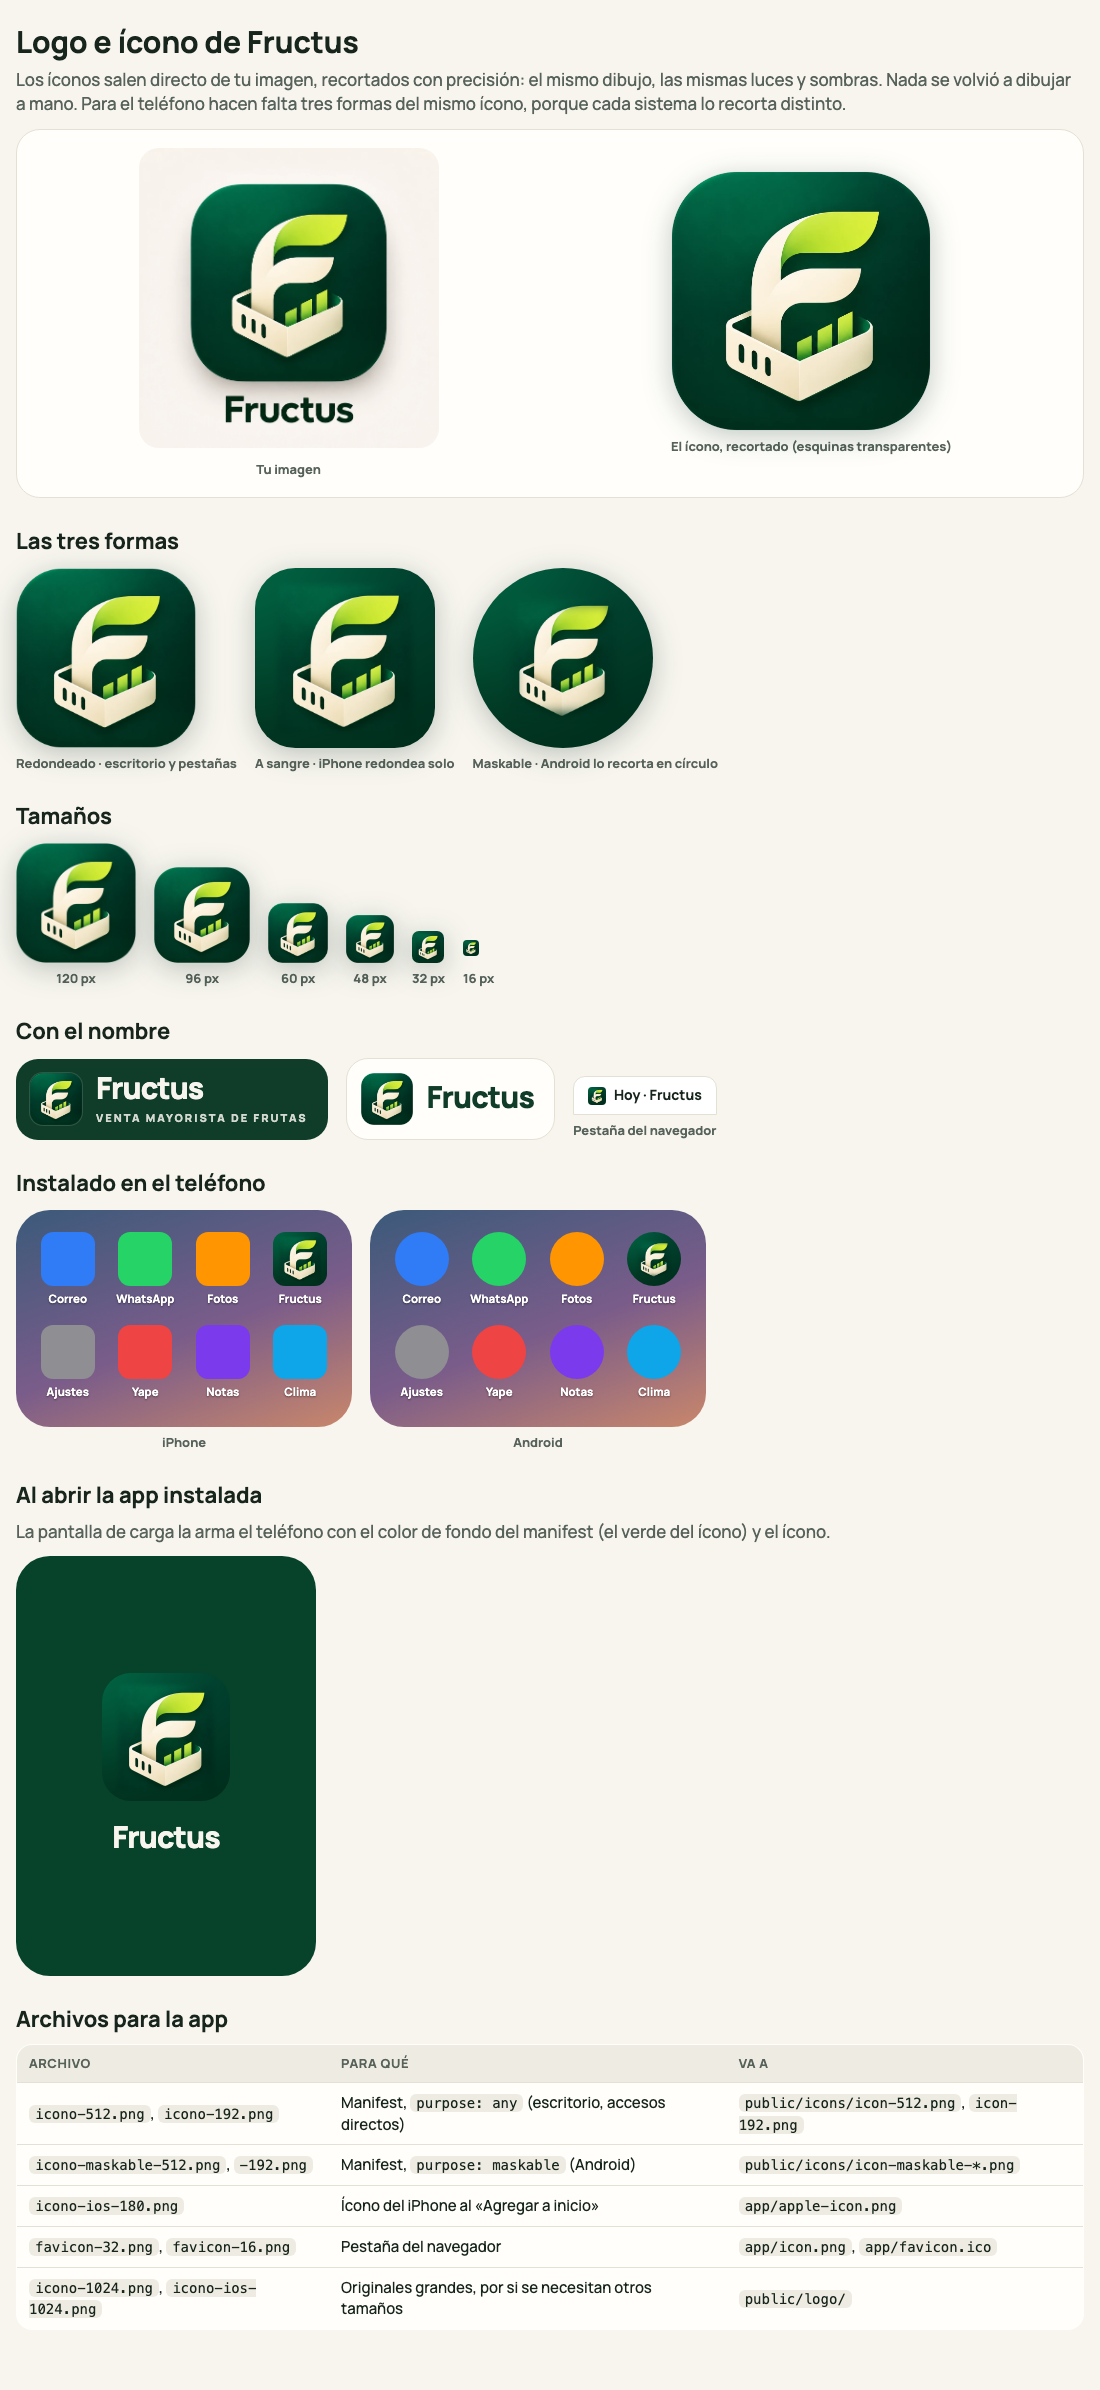 Logo e ícono de Fructus
Los íconos salen directo de tu imagen, recortados con precisión: el mismo dibujo, las mismas luces y sombras. Nada se volvió a dibujar
a mano. Para el teléfono hacen falta tres formas del mismo ícono, porque cada sistema lo recorta distinto.
Fructus
Tu imagen
El ícono, recortado (esquinas transparentes)
Las tres formas
Redondeado · escritorio y pestañas
A sangre · iPhone redondea solo
Maskable · Android lo recorta en círculo
Tamaños
120 px
96 px
60 px
48 px
32 px
16 px
Con el nombre
Fructus
VENTA MAYORISTA DE FRUTAS
Fructus
Hoy · Fructus
Pestaña del navegador
Instalado en el teléfono
Correo WhatsApp Fotos Fructus
Ajustes Yape Notas Clima
iPhone
Correo WhatsApp Fotos Fructus
Ajustes Yape Notas Clima
Android
Al abrir la app instalada
La pantalla de carga la arma el teléfono con el color de fondo del manifest (el verde del ícono) y el ícono.
Fructus
Archivos para la app
ARCHIVO PARA QUÉ VA A
icono-512.png, icono-192.png
Manifest, purpose: any (escritorio, accesos
directos)
public/icons/icon-512.png, icon-
192.png
icono-maskable-512.png, -192.png
Manifest, purpose: maskable (Android)
public/icons/icon-maskable-*.png
icono-ios-180.png
Ícono del iPhone al «Agregar a inicio»
app/apple-icon.png
favicon-32.png, favicon-16.png
Pestaña del navegador
app/icon.png, app/favicon.ico
icono-1024.png, icono-ios-
1024.png
Originales grandes, por si se necesitan otros
tamaños
public/logo/